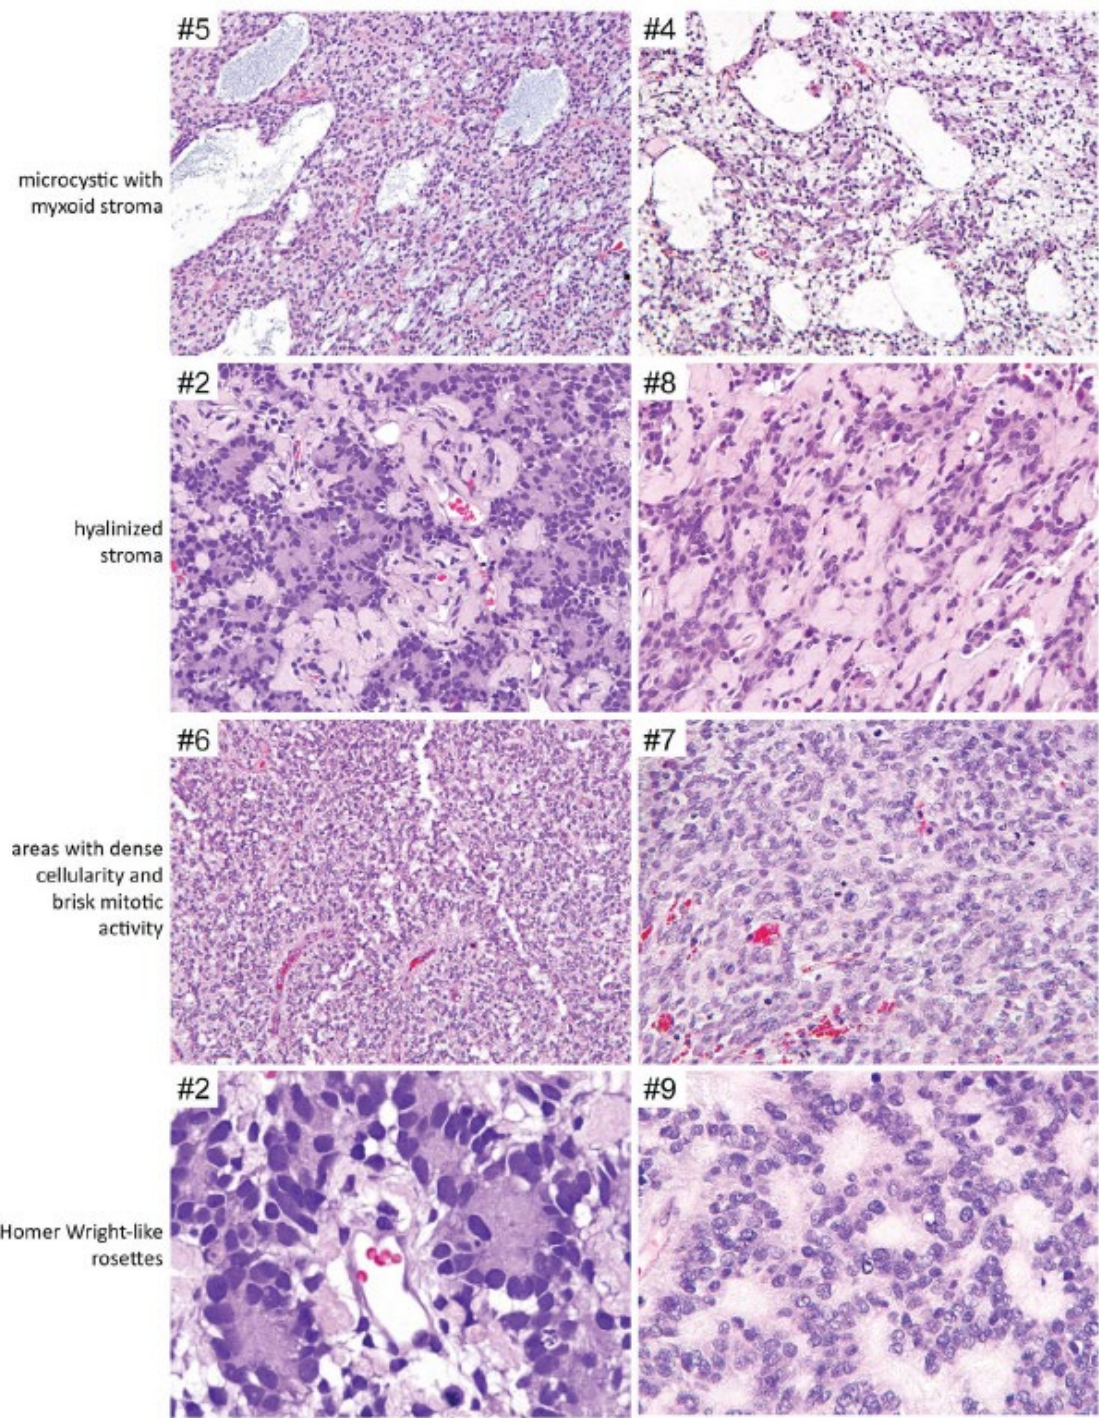 #5
#4
microcystic with
myxoid stroma
#2
#8
hyalinized
stroma
#6
#7
areas with dense
cellularity and
brisk mitotic
activity
#2
#9
Homer Wright-like
rosettes